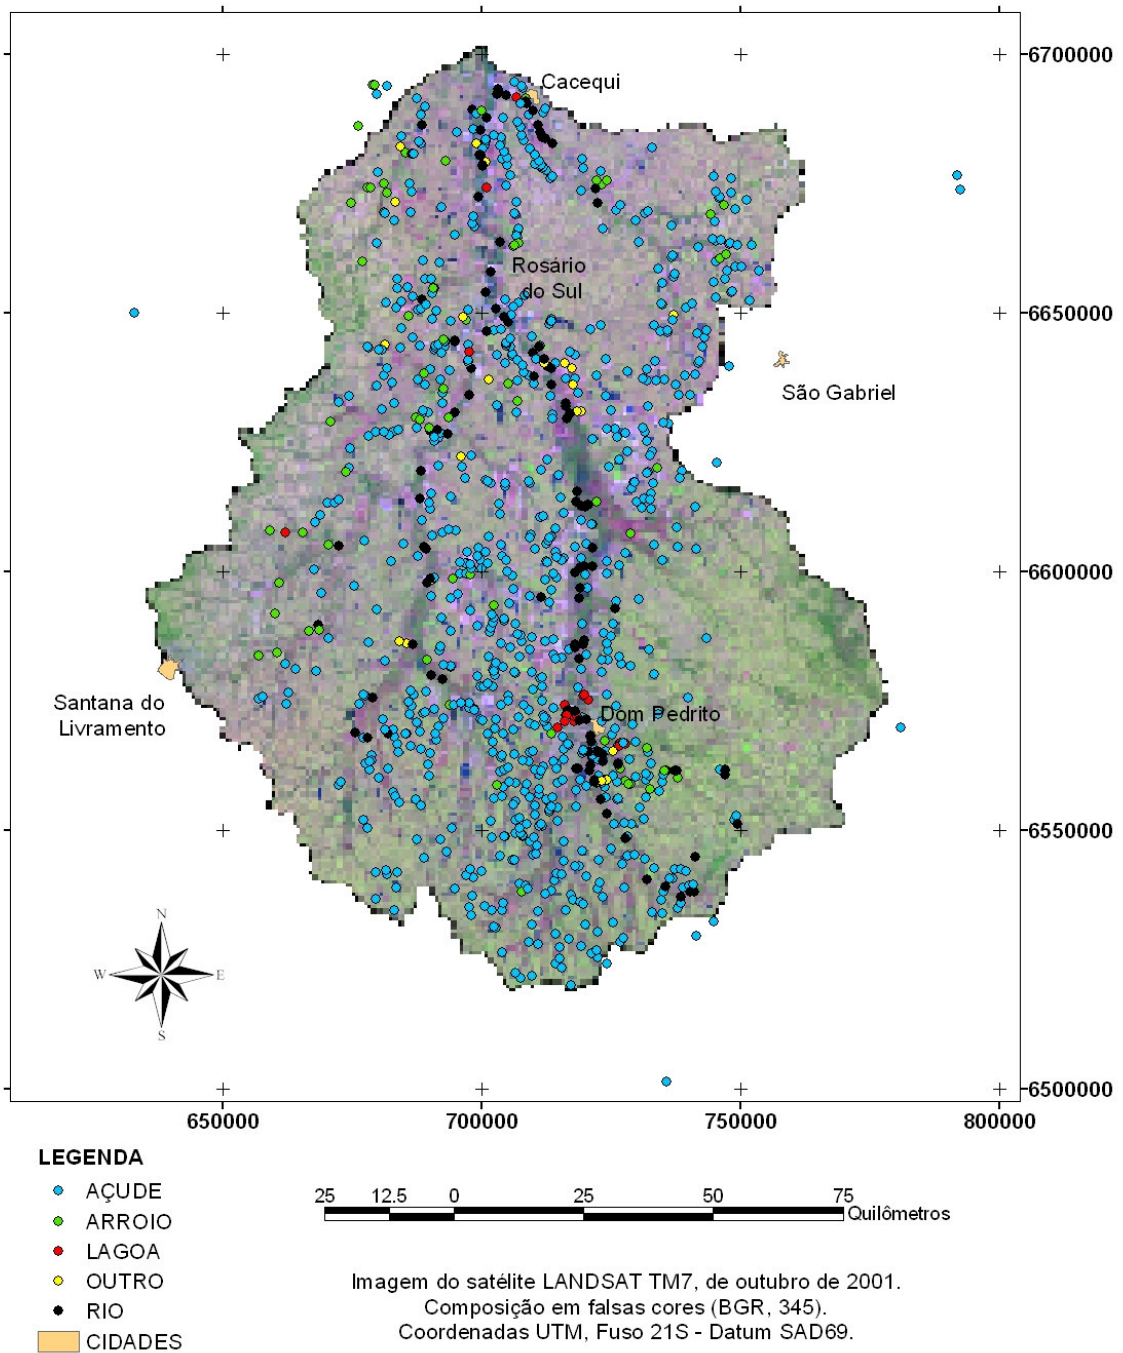 Cacequi
6700000
Rosário
do Sul
6650000
São Gabriel
6600000
Santana do
Livramento
Dom Pedrito
6550000
N
W
E
S
6500000
650000
700000
750000
800000
LEGENDA
AÇUDE
ARROIO
LAGOA
OUTRO
RIO
CIDADES
25 12.5 0 25 50 75
Quilômetros
Imagem do satélite LANDSAT TM7, de outubro de 2001.
Composição em falsas cores (BGR, 345).
Coordenadas UTM, Fuso 21S - Datum SAD69.